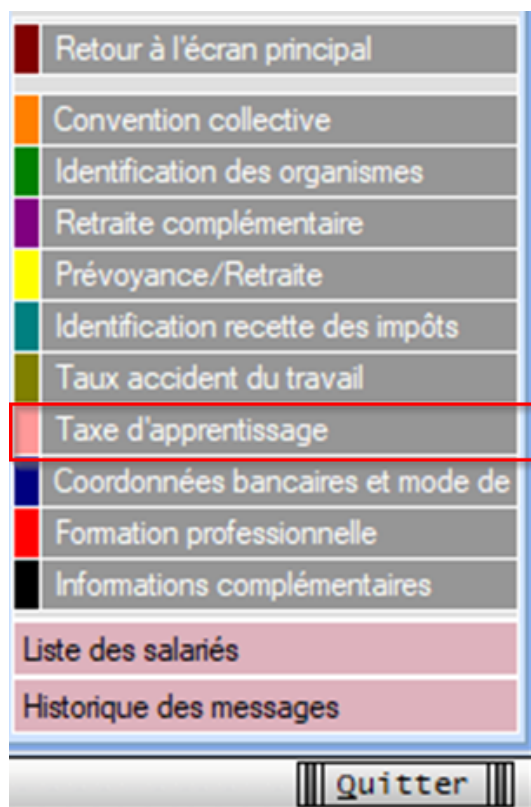 Retour à l'écran principal
Convention collective
Identification des organismes
Retraite complémentaire
Prévoyance/Retraite
Identification recette des impôts
Taux accident du travail
Taxe d'apprentissage
Coordonnées bancaires et mode de
Formation professionnelle
Informations complémentaires
Liste des salariés
Historique des messages
Quitter